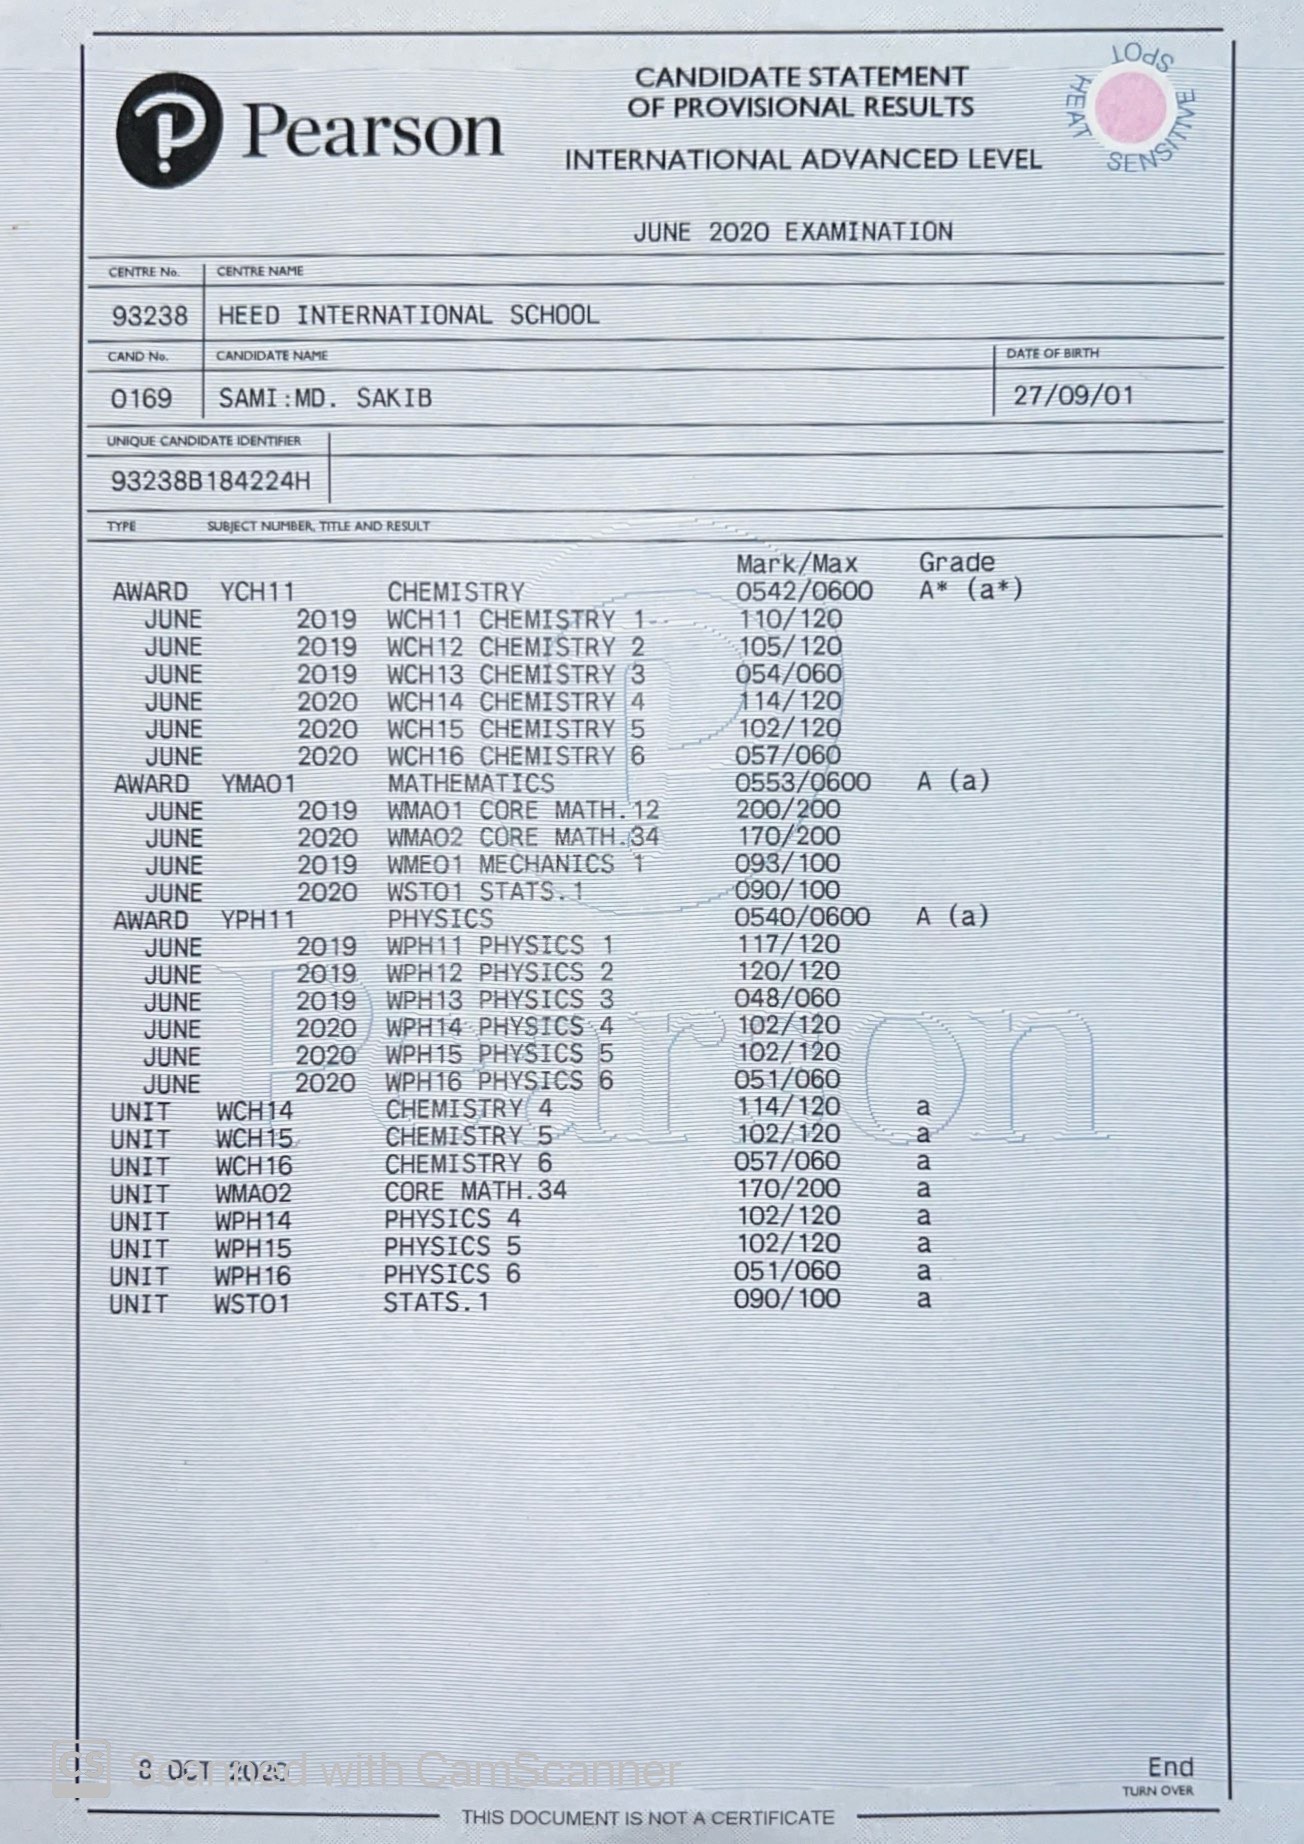 Pearson
CANDIDATE STATEMENT
OF PROVISIONAL RESULTS
INTERNATIONAL ADVANCED LEVEL
HEAT SENSITIVE SPOT
JUNE 2020 EXAMINATION
CENTRE No. CENTRE NAME
93238 HEED INTERNATIONAL SCHOOL
CAND No. CANDIDATE NAME DATE OF BIRTH
0169 SAMI:MD. SAKIB 27/09/01
UNIQUE CANDIDATE IDENTIFIER
93238B184224H
TYPE SUBJECT NUMBER, TITLE AND RESULT
Mark/Max Grade
AWARD YCH11 CHEMISTRY 0542/0600 A* (a*)
JUNE 2019 WCH11 CHEMISTRY 1 110/120
JUNE 2019 WCH12 CHEMISTRY 2 105/120
JUNE 2019 WCH13 CHEMISTRY 3 054/060
JUNE 2020 WCH14 CHEMISTRY 4 114/120
JUNE 2020 WCH15 CHEMISTRY 5 102/120
JUNE 2020 WCH16 CHEMISTRY 6 057/060
AWARD YMA01 MATHEMATICS 0553/0600 A (a)
JUNE 2019 WMA01 CORE MATH.12 200/200
JUNE 2020 WMA02 CORE MATH.34 170/200
JUNE 2019 WME01 MECHANICS 1 093/100
JUNE 2020 WST01 STATS.1 090/100
AWARD YPH11 PHYSICS 0540/0600 A (a)
JUNE 2019 WPH11 PHYSICS 1 117/120
JUNE 2019 WPH12 PHYSICS 2 120/120
JUNE 2019 WPH13 PHYSICS 3 048/060
JUNE 2020 WPH14 PHYSICS 4 102/120
JUNE 2020 WPH15 PHYSICS 5 102/120
JUNE 2020 WPH16 PHYSICS 6 051/060
UNIT WCH14 CHEMISTRY 4 114/120 a
UNIT WCH15 CHEMISTRY 5 102/120 a
UNIT WCH16 CHEMISTRY 6 057/060 a
UNIT WMA02 CORE MATH.34 170/200 a
UNIT WPH14 PHYSICS 4 102/120 a
UNIT WPH15 PHYSICS 5 102/120 a
UNIT WPH16 PHYSICS 6 051/060 a
UNIT WST01 STATS.1 090/100 a
Pearson
8 OCT 2020
CS Scanned with CamScanner
End
TURN OVER
THIS DOCUMENT IS NOT A CERTIFICATE